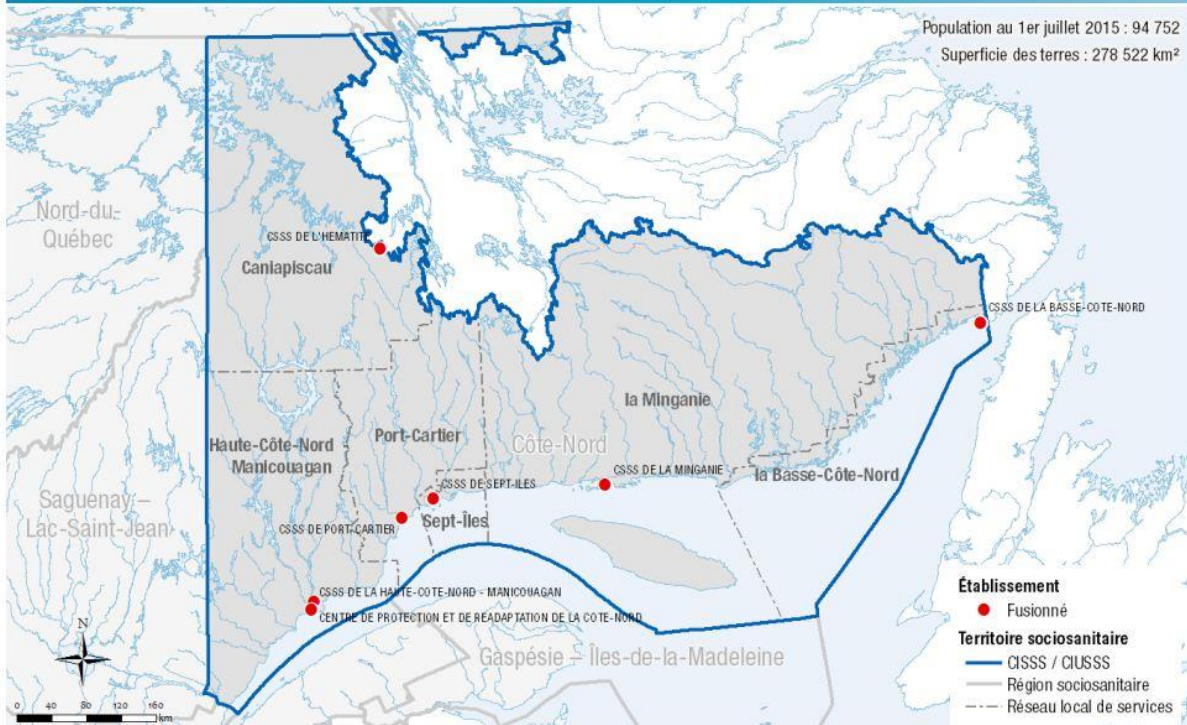 Population au 1er juillet 2015 : 94 752
Superficie des terres : 278 522 km²
Nord-du-
Québec
CSSS DE L'HEMATITE
Caniapiscau
CSSS DE LA BASSE-COTE-NORD
la Minganie
Haute-Côte-Nord
Manicouagan
Port-Cartier
Côte-Nord
CSSS DE LA MINGANIE
la Basse-Côte-Nord
CSSS DE SEPT-ILES
Saguenay –
Lac-Saint-Jean
CSSS DE PORT-CARTIER
Sept-Îles
CSSS DE LA HAUTE-COTE-NORD - MANICOUAGAN
CENTRE DE PROTECTION ET DE READAPTATION DE LA COTE-NORD
Gaspésie – Îles-de-la-Madeleine
N
0 40 80 120 160
km
Établissement
Fusionné
Territoire sociosanitaire
CISSS / CIUSSS
Région sociosanitaire
Réseau local de services